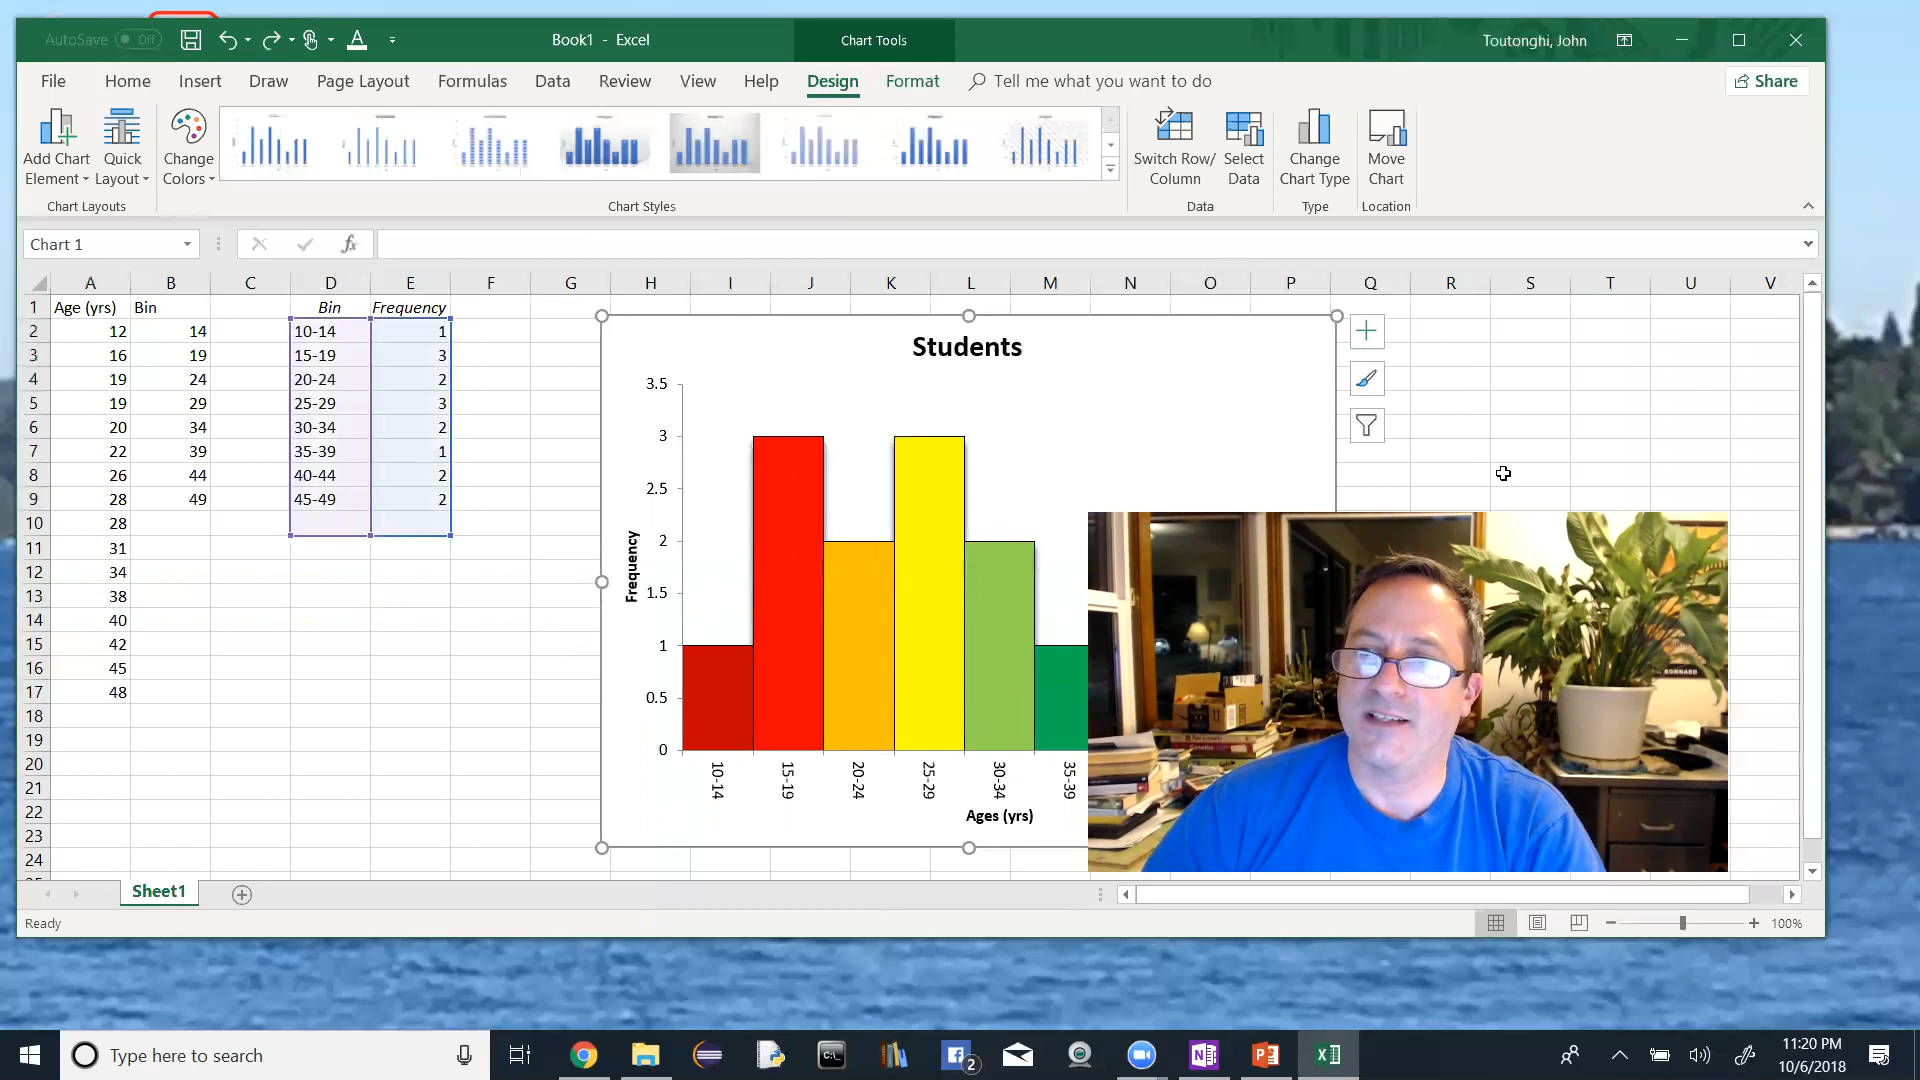 AutoSave Off
Book1 - Excel
Chart Tools
Toutonghi, John
File Home Insert Draw Page Layout Formulas Data Review View Help Design Format Tell me what you want to do Share
Add Chart Element
Quick Layout
Change Colors
Switch Row/ Column
Select Data
Change Chart Type
Move Chart
Chart Layouts
Chart Styles
Data
Type
Location
Chart 1
fx
A B C D E F G H I J K L M N O P Q R S T U V
1 Age (yrs) Bin Bin Frequency
2 12 14 10-14 1
3 16 19 15-19 3
4 19 24 20-24 2
5 19 29 25-29 3
6 20 34 30-34 2
7 22 39 35-39 1
8 26 44 40-44 2
9 28 49 45-49 2
10 28
11 31
12 34
13 38
14 40
15 42
16 45
17 48
18
19
20
21
22
23
24
Students
Frequency
3.5
3
2.5
2
1.5
1
0.5
0
10-14
15-19
20-24
25-29
30-34
35-39
Ages (yrs)
Sheet1
Ready
100%
Type here to search
2
11:20 PM
10/6/2018